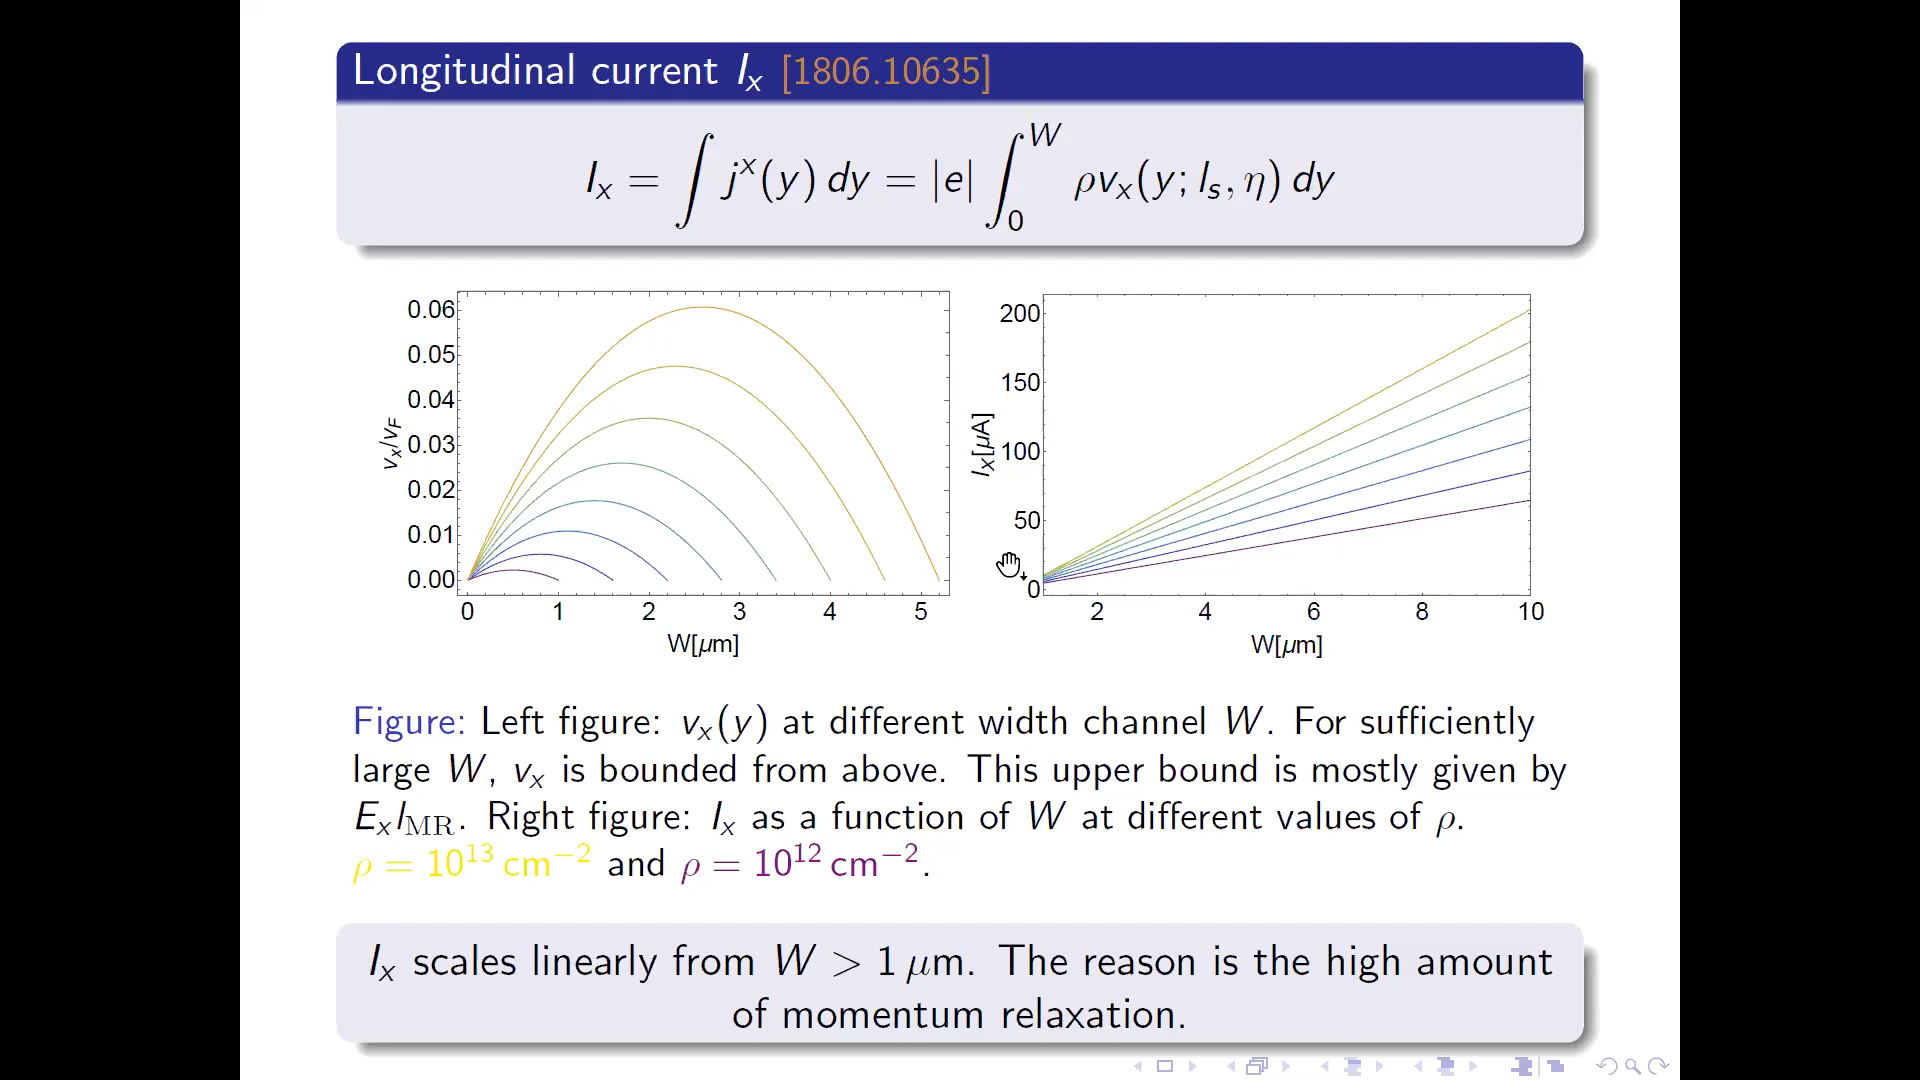 Longitudinal current I_x [1806.10635]
I_x = ∫ j^x(y) dy = |e| ∫_0^W ρv_x(y; l_s, η) dy
0.06
0.05
0.04
0.03
0.02
0.01
0.00
v_x/v_F
0 1 2 3 4 5
W[μm]
200
150
100
50
0
I_x[μA]
2 4 6 8 10
W[μm]
Figure: Left figure: v_x(y) at different width channel W. For sufficiently
large W, v_x is bounded from above. This upper bound is mostly given by
E_x l_MR. Right figure: I_x as a function of W at different values of ρ.
ρ = 10^13 cm^−2 and ρ = 10^12 cm^−2.
I_x scales linearly from W > 1 μm. The reason is the high amount
of momentum relaxation.